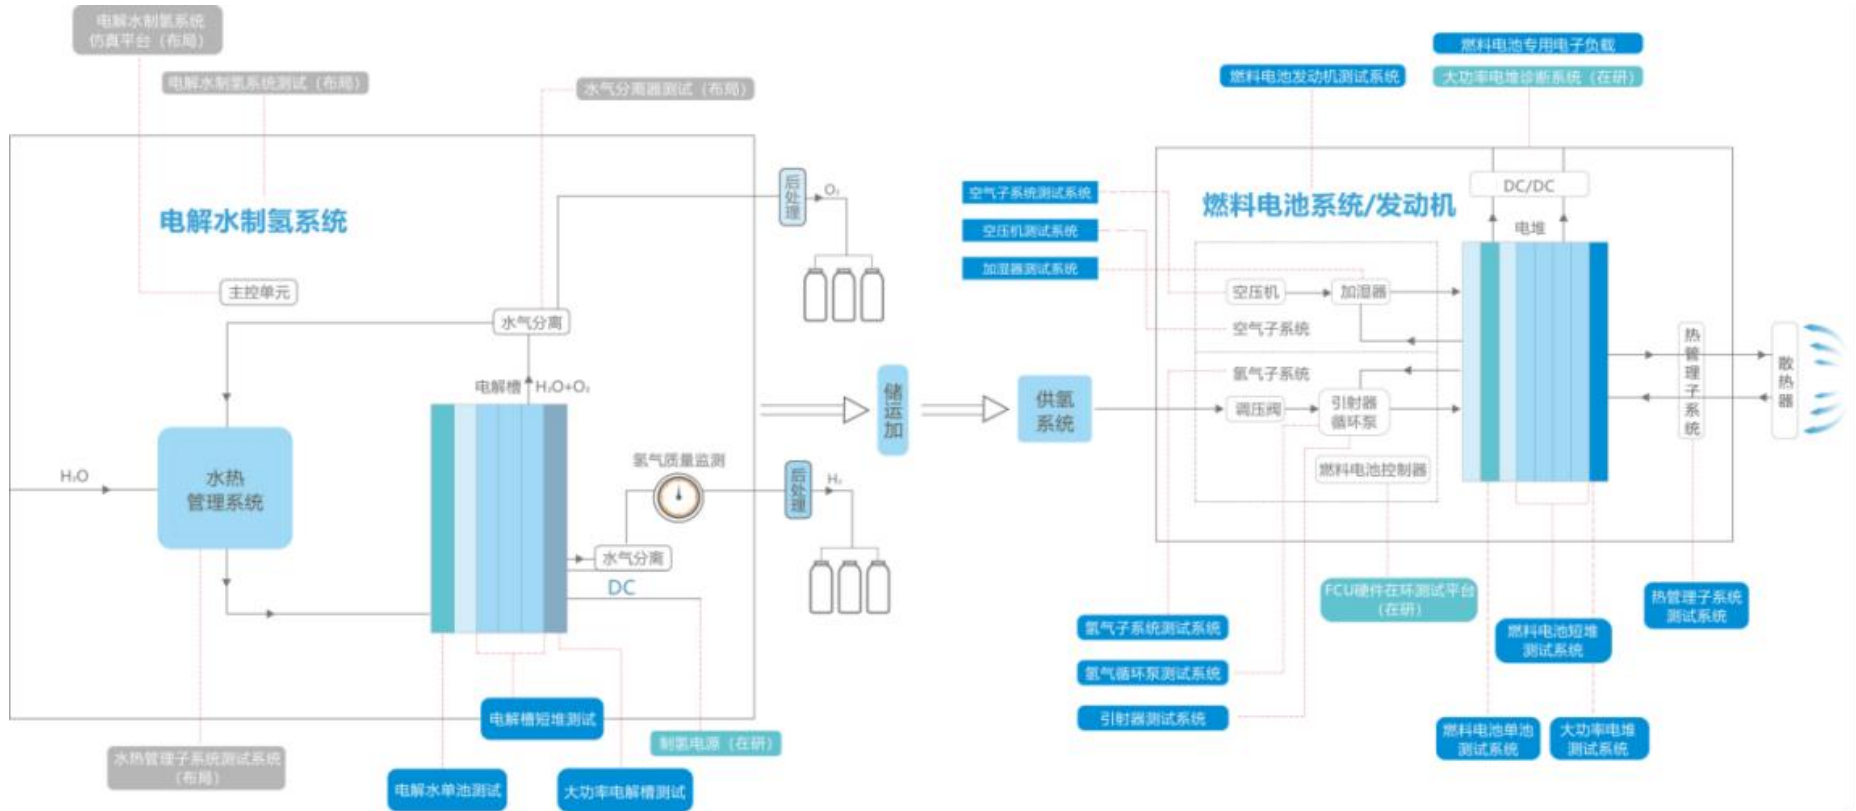 电解水制氢系统
仿真平台（布局）
电解水制氢系统测试（布局）
水气分离器测试（布局）
电解水制氢系统
主控单元
水气分离
后处理
O₂
电解槽
H₂O+O₂
H₂O
水热
管理系统
氢气质量监测
后处理
H₂
水气分离
DC
电解槽短堆测试
制氢电源（在研）
水热管理子系统测试系统
（布局）
电解水单池测试
大功率电解槽测试
储运加
供氢
系统
燃料电池专用电子负载
燃料电池发动机测试系统
大功率电堆诊断系统（在研）
空气子系统测试系统
空压机测试系统
加湿器测试系统
燃料电池系统/发动机
DC/DC
电堆
空压机
加湿器
空气子系统
氢气子系统
调压阀
引射器
循环泵
燃料电池控制器
热管理子系统
散热器
FCU硬件在环测试平台
（在研）
氢气子系统测试系统
氢气循环泵测试系统
引射器测试系统
燃料电池短堆
测试系统
热管理子系统
测试系统
燃料电池单池
测试系统
大功率电堆
测试系统